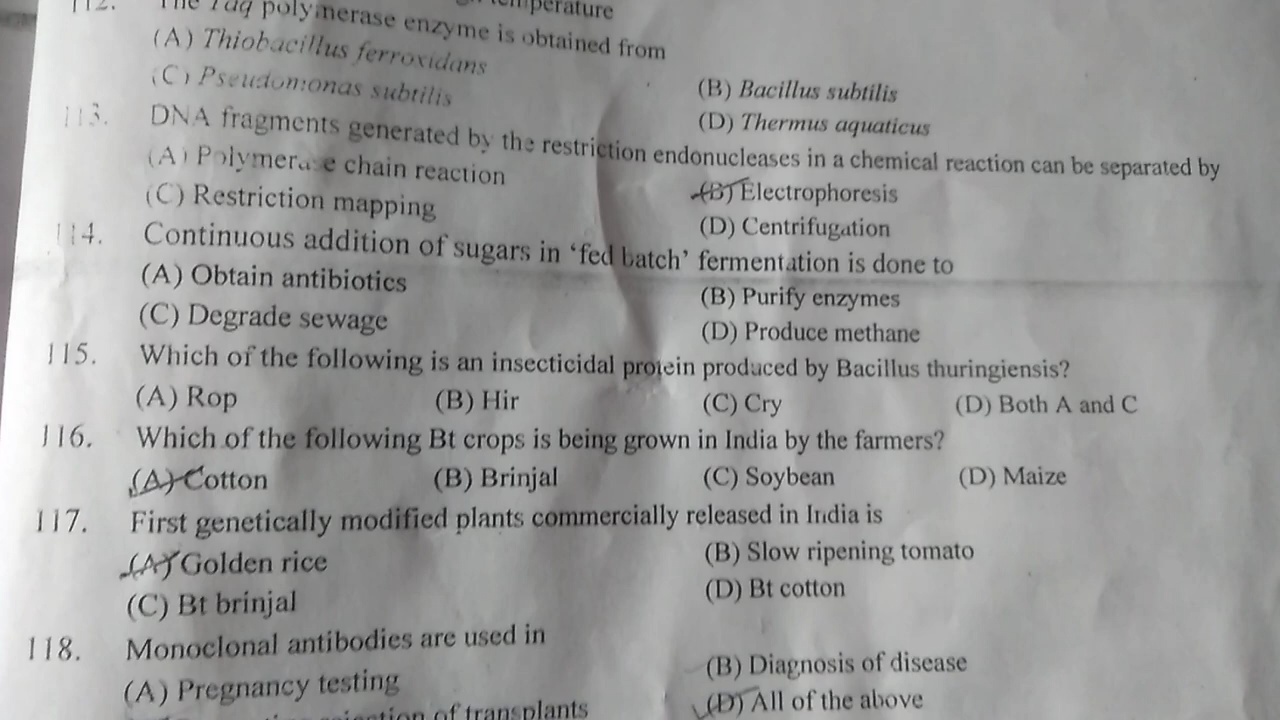 112. The Taq polymerase enzyme is obtained from
(A) Thiobacillus ferroxidans (B) Bacillus subtilis
(C) Pseudomonas subtilis (D) Thermus aquaticus
113. DNA fragments generated by the restriction endonucleases in a chemical reaction can be separated by
(A) Polymerase chain reaction (B) Electrophoresis
(C) Restriction mapping (D) Centrifugation
114. Continuous addition of sugars in ‘fed batch’ fermentation is done to
(A) Obtain antibiotics (B) Purify enzymes
(C) Degrade sewage (D) Produce methane
115. Which of the following is an insecticidal protein produced by Bacillus thuringiensis?
(A) Rop (B) Hir (C) Cry (D) Both A and C
116. Which of the following Bt crops is being grown in India by the farmers?
(A) Cotton (B) Brinjal (C) Soybean (D) Maize
117. First genetically modified plants commercially released in India is
(A) Golden rice (B) Slow ripening tomato
(C) Bt brinjal (D) Bt cotton
118. Monoclonal antibodies are used in
(A) Pregnancy testing (B) Diagnosis of disease
of transplants (D) All of the above